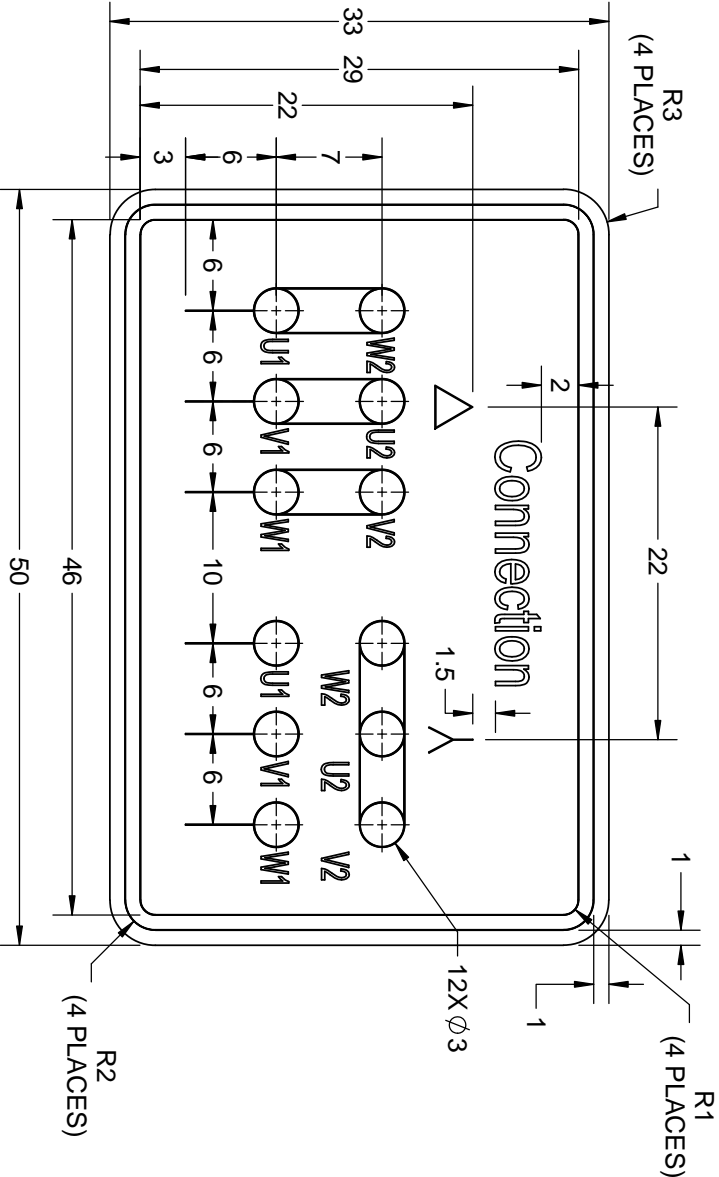 R1
(4 PLACES)
R3
(4 PLACES)
1
22
2
1
Connection
12X Ø3
1.5
33
29
22
7
6
3
W2 U2 V2
W2 U2 V2
U1 V1 W1
U1 V1 W1
6 6 6 10 6 6
R2
(4 PLACES)
46
50